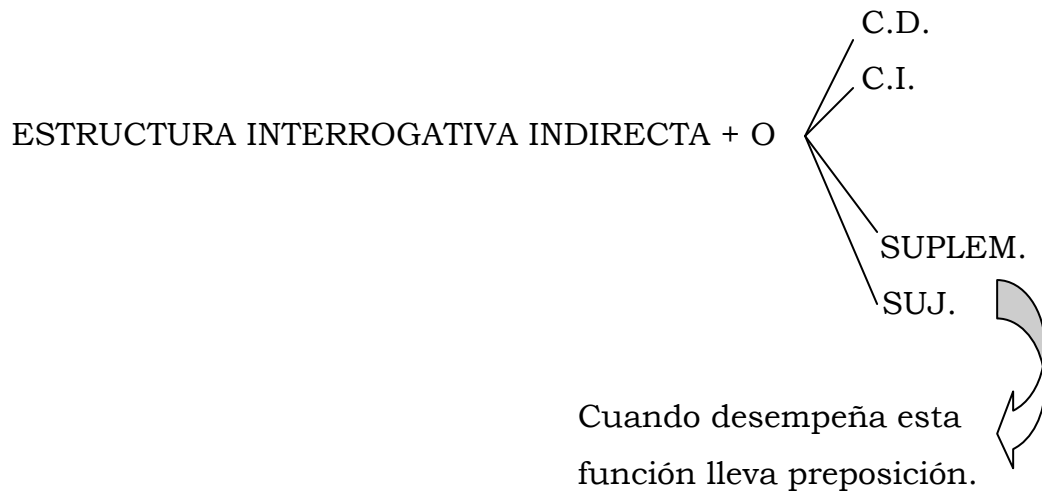 C.D.
C.I.
ESTRUCTURA INTERROGATIVA INDIRECTA + O
SUPLEM.
SUJ.
Cuando desempeña esta
función lleva preposición.